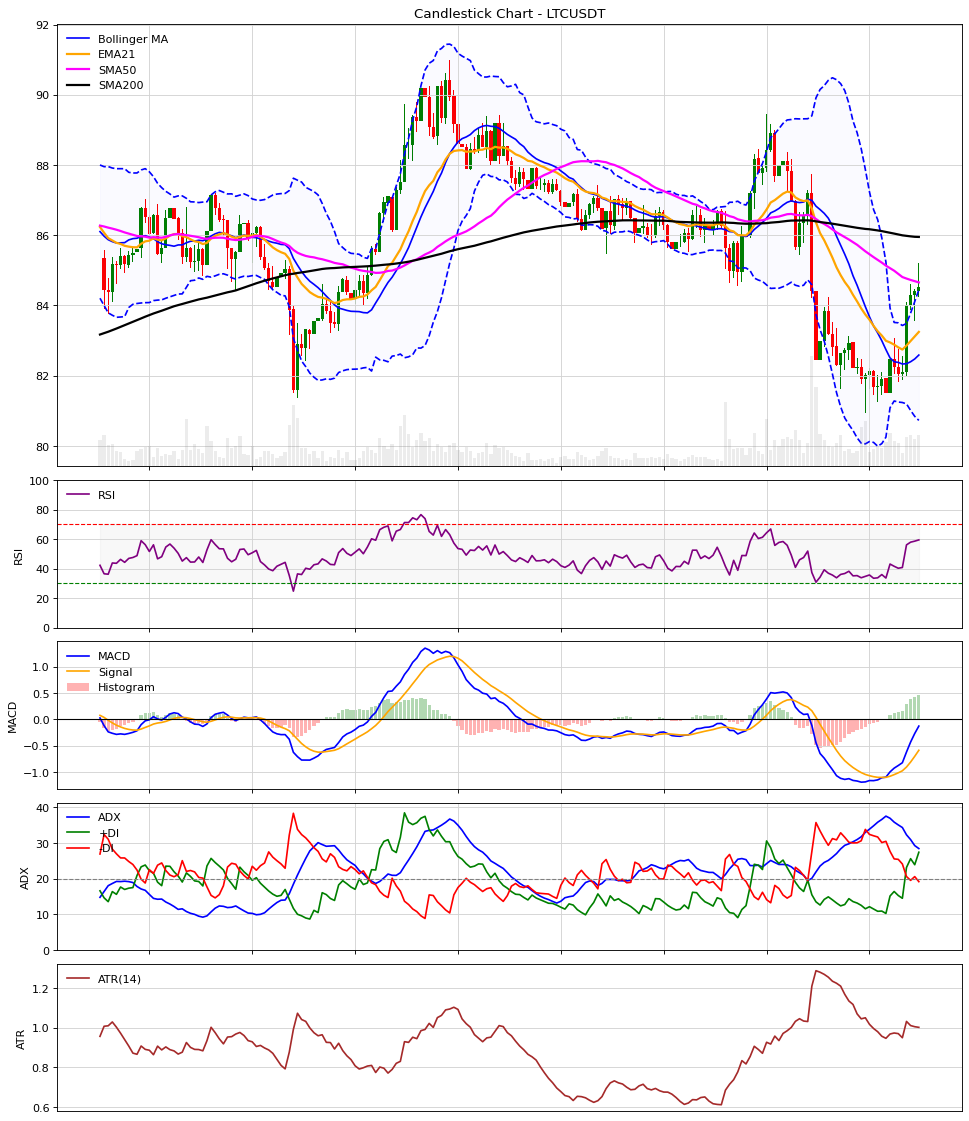 Candlestick Chart - LTCUSDT
92
90
88
86
84
82
80
Bollinger MA
EMA21
SMA50
SMA200
100
80
60
40
20
0
RSI
RSI
1.0
0.5
0.0
−0.5
−1.0
MACD
MACD
Signal
Histogram
40
30
20
10
0
ADX
ADX
+DI
-DI
1.2
1.0
0.8
0.6
ATR
ATR(14)